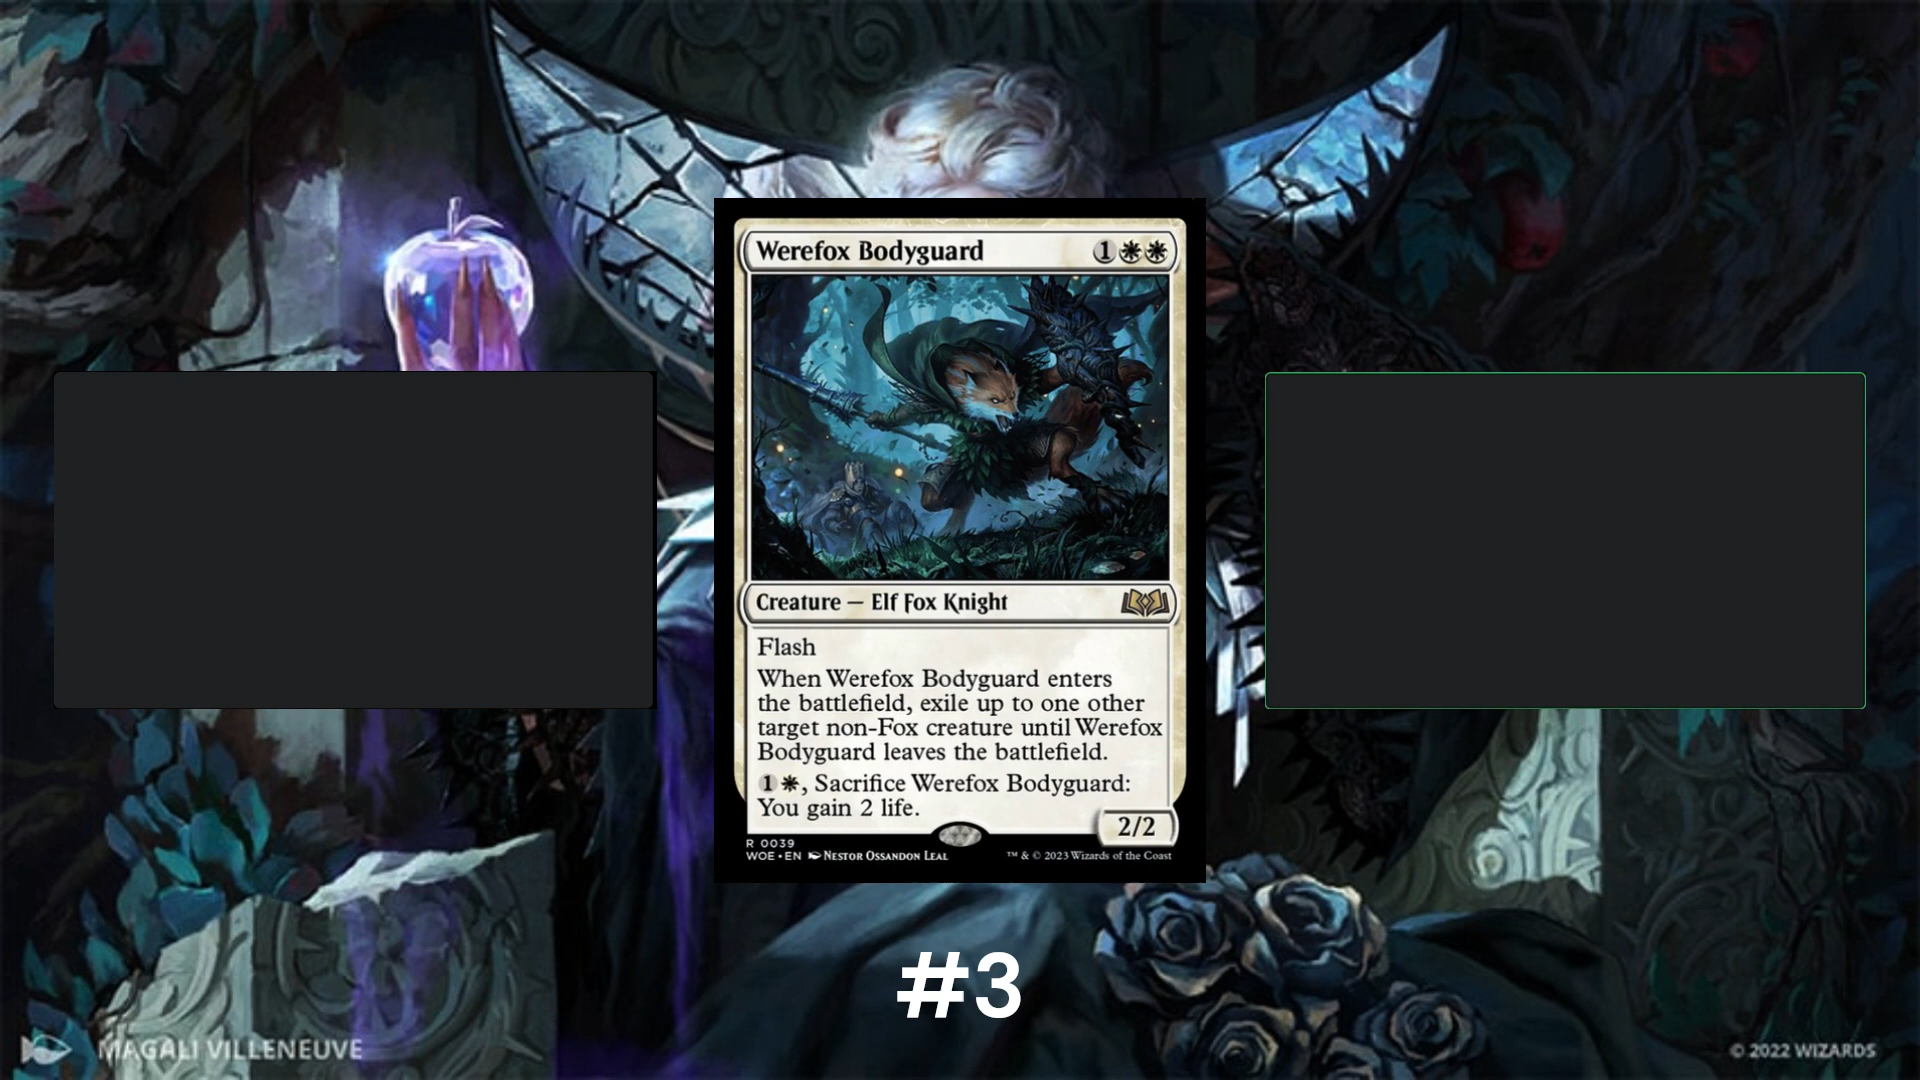 Werefox Bodyguard 1
Creature — Elf Fox Knight
Flash
When Werefox Bodyguard enters
the battlefield, exile up to one other
target non-Fox creature until Werefox
Bodyguard leaves the battlefield.
1, Sacrifice Werefox Bodyguard:
You gain 2 life.
2/2
R 0039
WOE • EN NESTOR OSSANDON LEAL
™ & © 2023 Wizards of the Coast
#3
MAGALI VILLENEUVE
© 2022 WIZARDS